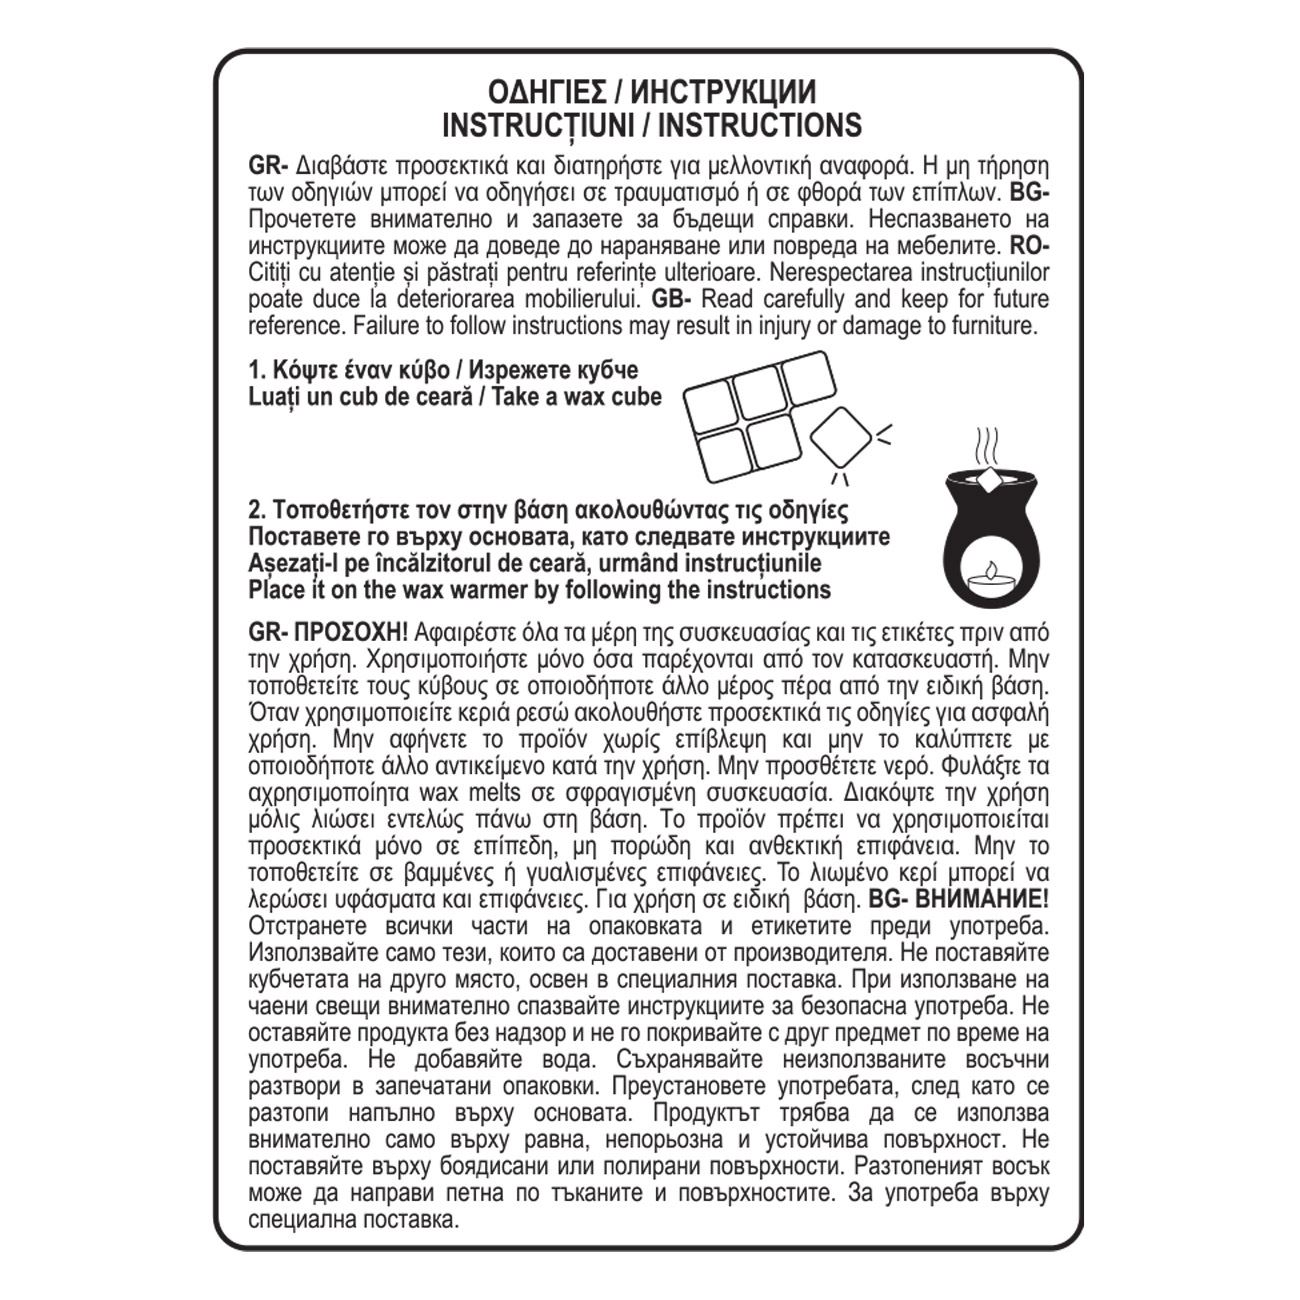 ΟΔΗΓΙΕΣ / ИНСТРУКЦИИ
INSTRUCȚIUNI / INSTRUCTIONS
GR- Διαβάστε προσεκτικά και διατηρήστε για μελλοντική αναφορά. Η μη τήρηση
των οδηγιών μπορεί να οδηγήσει σε τραυματισμό ή σε φθορά των επίπλων. BG-
Прочетете внимателно и запазете за бъдещи справки. Неспазването на
инструкциите може да доведе до нараняване или повреда на мебелите. RO-
Citiți cu atenție și păstrați pentru referințe ulterioare. Nerespectarea instrucțiunilor
poate duce la deteriorarea mobilierului. GB- Read carefully and keep for future
reference. Failure to follow instructions may result in injury or damage to furniture.
1. Κόψτε έναν κύβο / Изрежете кубче
Luați un cub de ceară / Take a wax cube
2. Τοποθετήστε τον στην βάση ακολουθώντας τις οδηγίες
Поставете го върху основата, като следвате инструкциите
Așezați-l pe încălzitorul de ceară, urmând instrucțiunile
Place it on the wax warmer by following the instructions
GR- ΠΡΟΣΟΧΗ! Αφαιρέστε όλα τα μέρη της συσκευασίας και τις ετικέτες πριν από
την χρήση. Χρησιμοποιήστε μόνο όσα παρέχονται από τον κατασκευαστή. Μην
τοποθετείτε τους κύβους σε οποιοδήποτε άλλο μέρος πέρα από την ειδική βάση.
Όταν χρησιμοποιείτε κεριά ρεσώ ακολουθήστε προσεκτικά τις οδηγίες για ασφαλή
χρήση. Μην αφήνετε το προϊόν χωρίς επίβλεψη και μην το καλύπτετε με
οποιοδήποτε άλλο αντικείμενο κατά την χρήση. Μην προσθέτετε νερό. Φυλάξτε τα
αχρησιμοποίητα wax melts σε σφραγισμένη συσκευασία. Διακόψτε την χρήση
μόλις λιώσει εντελώς πάνω στη βάση. Το προϊόν πρέπει να χρησιμοποιείται
προσεκτικά μόνο σε επίπεδη, μη πορώδη και ανθεκτική επιφάνεια. Μην το
τοποθετείτε σε βαμμένες ή γυαλισμένες επιφάνειες. Το λιωμένο κερί μπορεί να
λερώσει υφάσματα και επιφάνειες. Για χρήση σε ειδική βάση. BG- ВНИМАНИЕ!
Отстранете всички части на опаковката и етикетите преди употреба.
Използвайте само тези, които са доставени от производителя. Не поставяйте
кубчетата на друго място, освен в специалния поставка. При използване на
чаени свещи внимателно спазвайте инструкциите за безопасна употреба. Не
оставяйте продукта без надзор и не го покривайте с друг предмет по време на
употреба. Не добавяйте вода. Съхранявайте неизползваните восъчни
разтвори в запечатани опаковки. Преустановете употребата, след като се
разтопи напълно върху основата. Продуктът трябва да се използва
внимателно само върху равна, непорьозна и устойчива повърхност. Не
поставяйте върху боядисани или полирани повърхности. Разтопеният восък
може да направи петна по тъканите и повърхностите. За употреба върху
специална поставка.